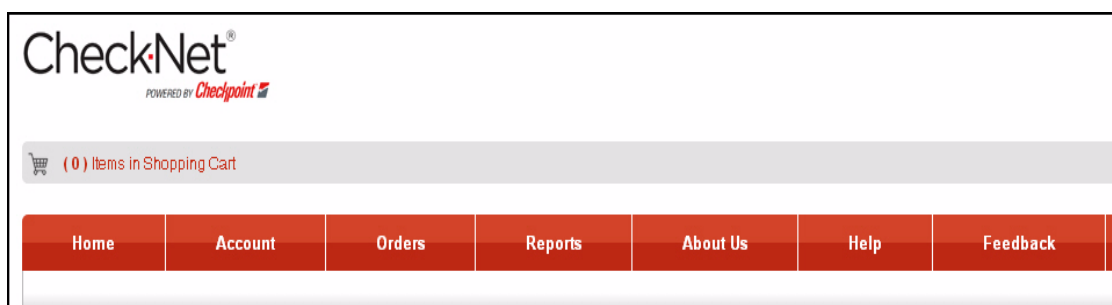 Check·Net®
POWERED BY Checkpoint
( 0 ) Items in Shopping Cart
Home Account Orders Reports About Us Help Feedback